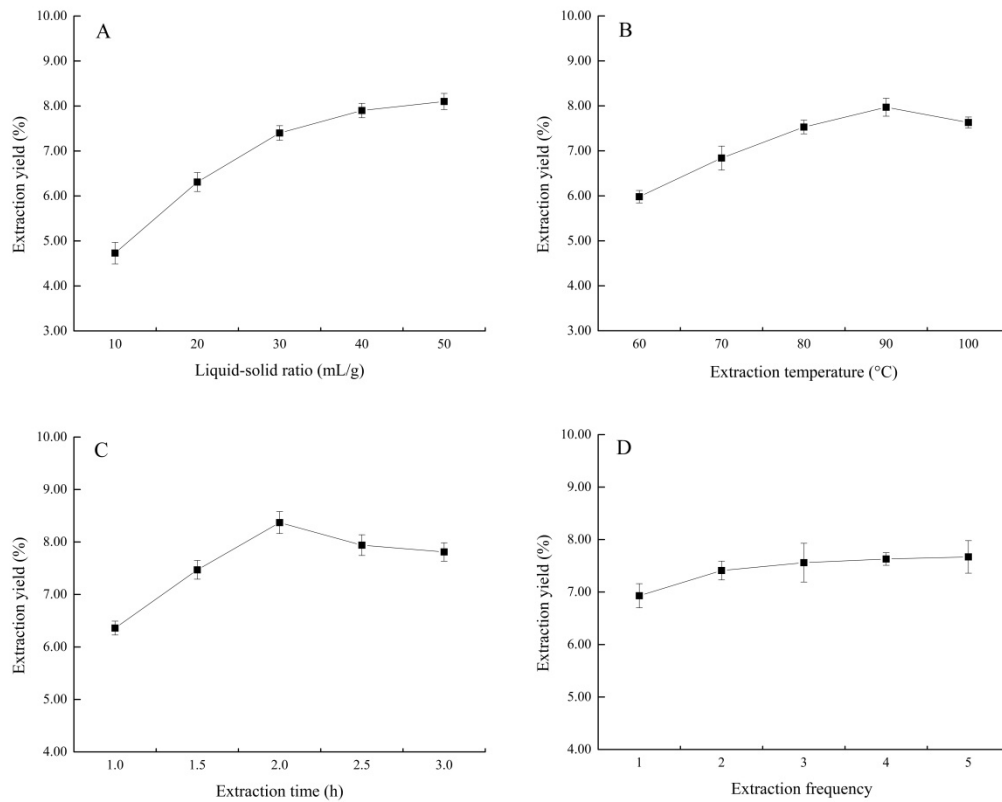 A
10.00
9.00
8.00
7.00
6.00
5.00
4.00
3.00
Extraction yield (%)
10 20 30 40 50
Liquid-solid ratio (mL/g)
B
10.00
9.00
8.00
7.00
6.00
5.00
4.00
3.00
Extraction yield (%)
60 70 80 90 100
Extraction temperature (°C)
C
10.00
9.00
8.00
7.00
6.00
5.00
4.00
Extraction yield (%)
1.0 1.5 2.0 2.5 3.0
Extraction time (h)
D
10.00
9.00
8.00
7.00
6.00
5.00
4.00
Extraction yield (%)
1 2 3 4 5
Extraction frequency